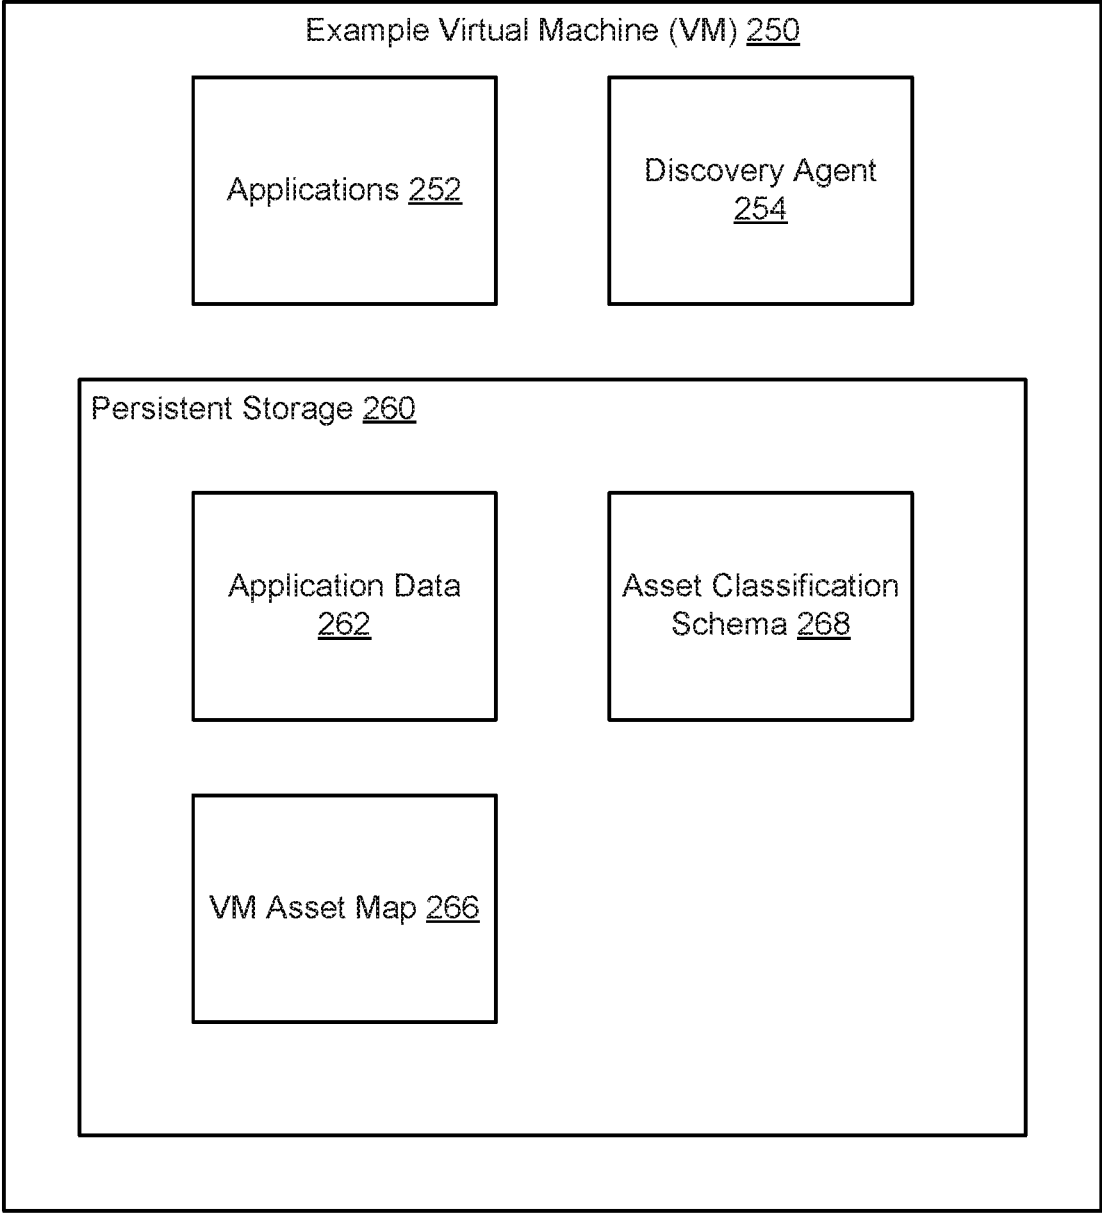 Example Virtual Machine (VM) 250
Applications 252
Discovery Agent
254
Persistent Storage 260
Application Data
262
Asset Classification
Schema 268
VM Asset Map 266